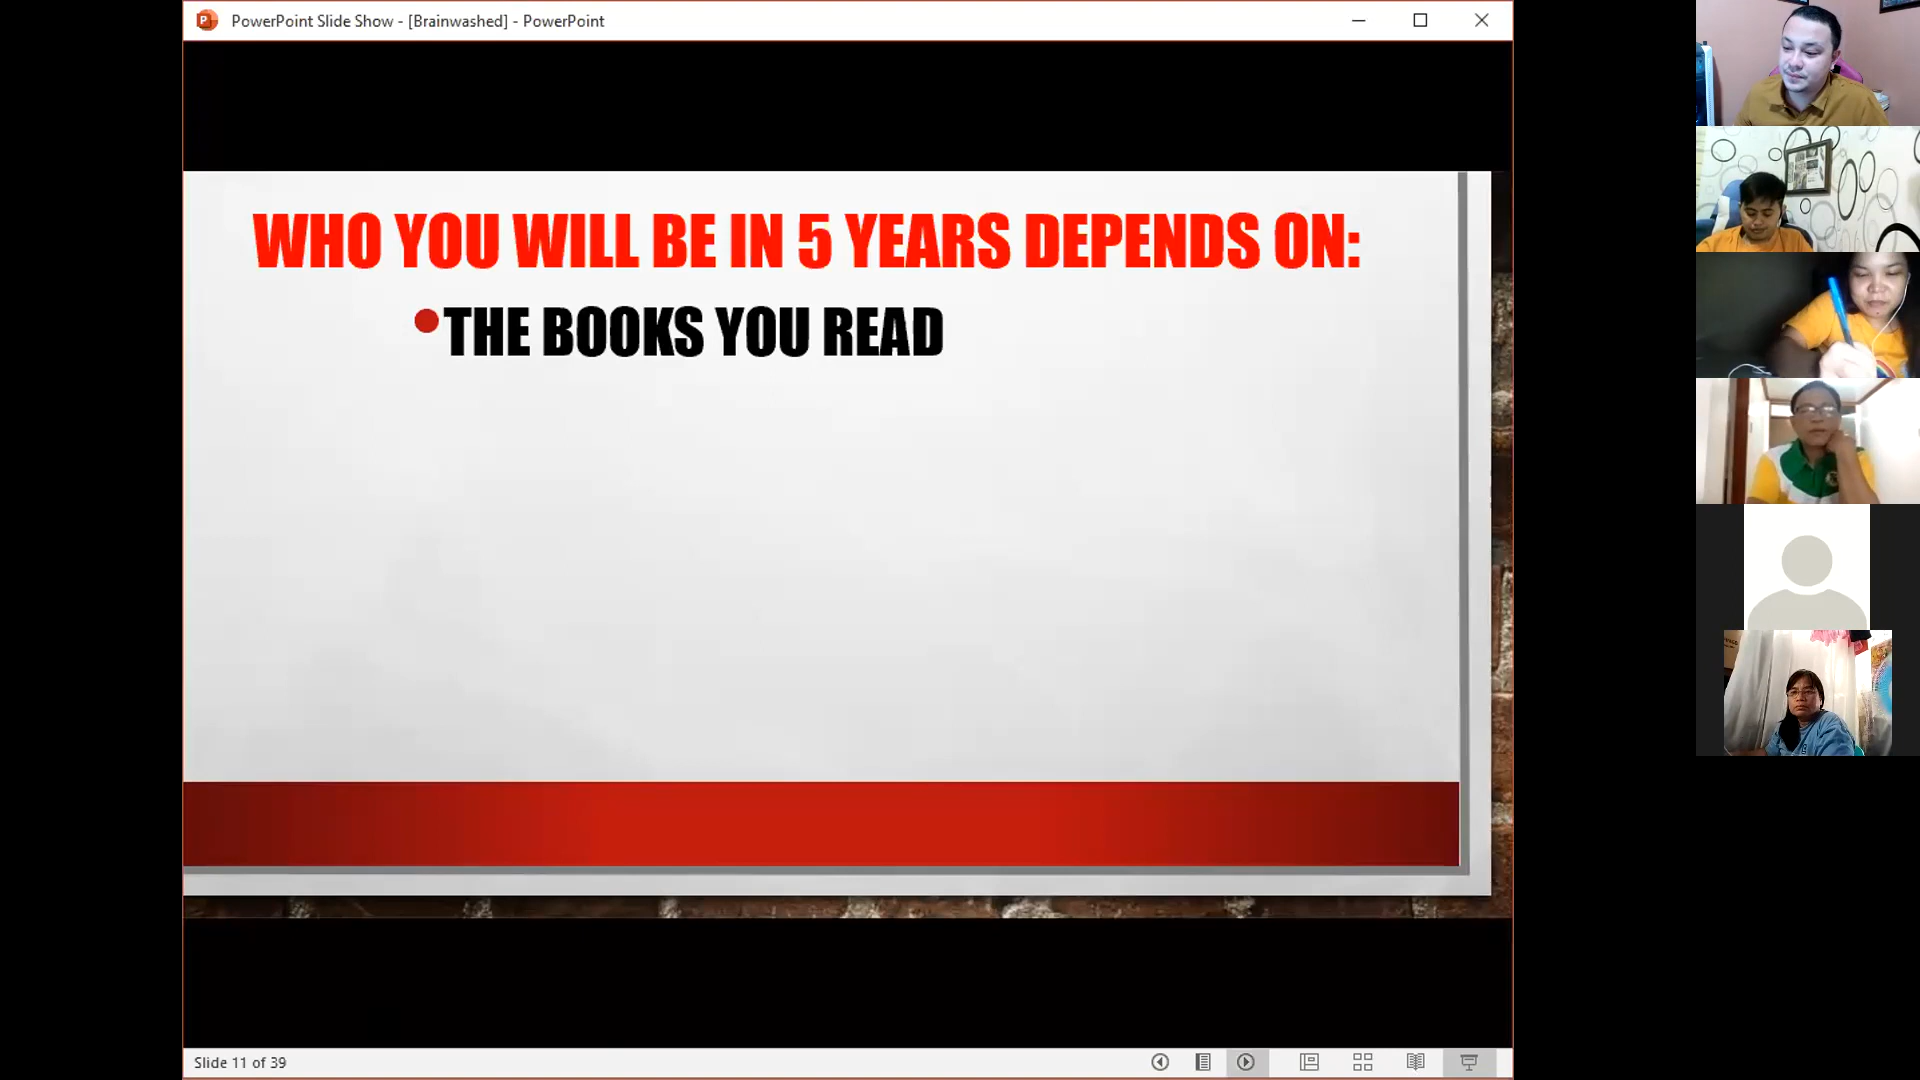 PowerPoint Slide Show - [Brainwashed] - PowerPoint
WHO YOU WILL BE IN 5 YEARS DEPENDS ON:
THE BOOKS YOU READ
Slide 11 of 39